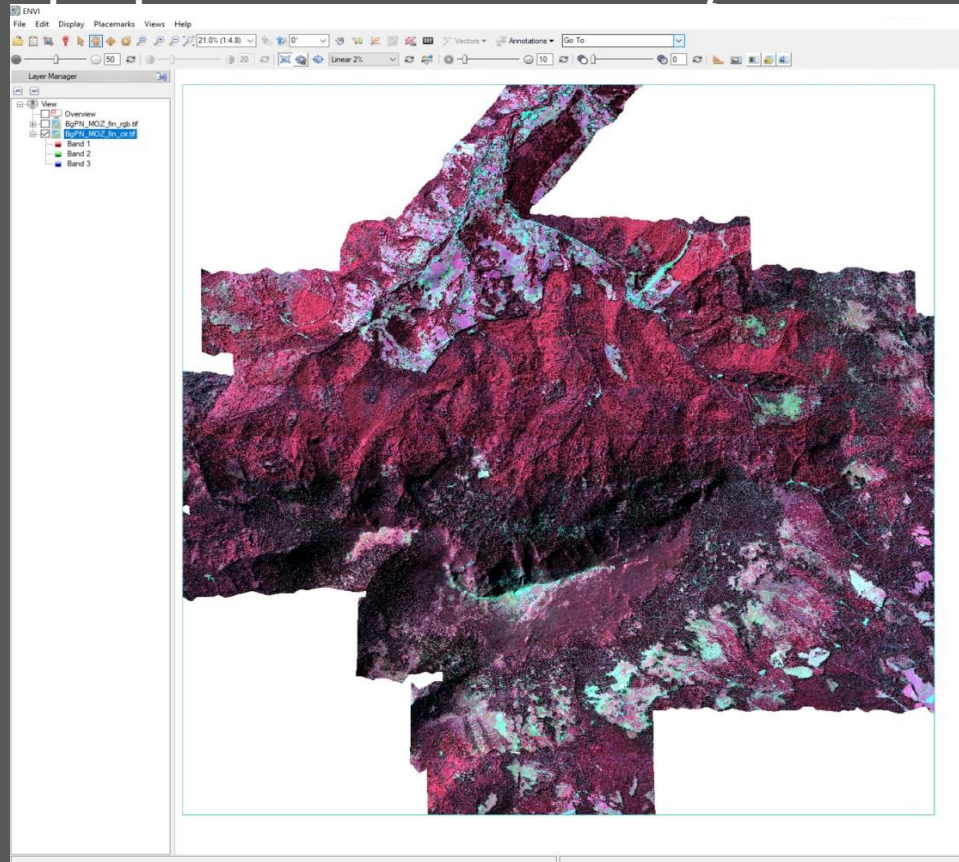 ENVI
File Edit Display Placemarks Views Help
21.0% (1:4.8) 0° Vectors Annotations Go To
50 20 Linear 2% 10 0
Layer Manager
View
Overview
BgPN_MOZ_fin_rgb.tif
BgPN_MOZ_fin_cir.tif
Band 1
Band 2
Band 3